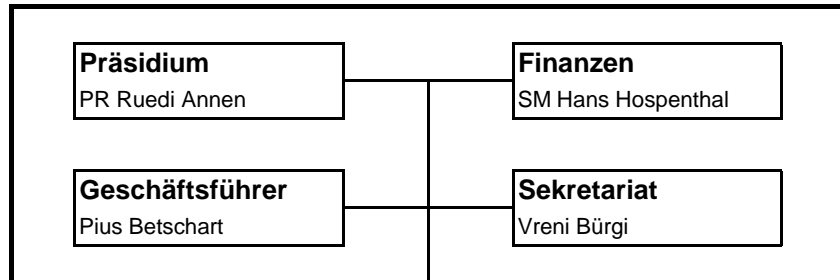 Präsidium
PR Ruedi Annen
Finanzen
SM Hans Hospenthal
Geschäftsführer
Pius Betschart
Sekretariat
Vreni Bürgi